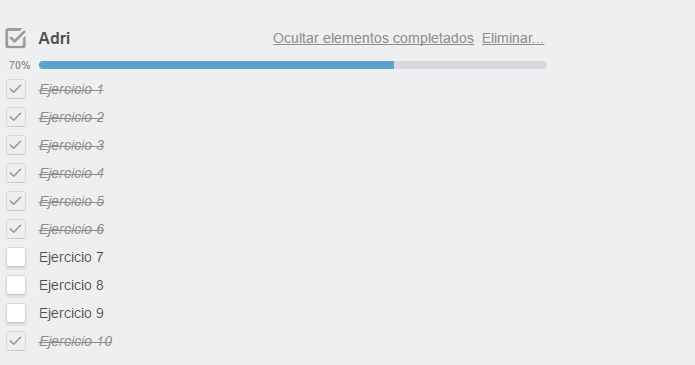 Adri Ocultar elementos completados Eliminar...
70%
Ejercicio 1
Ejercicio 2
Ejercicio 3
Ejercicio 4
Ejercicio 5
Ejercicio 6
Ejercicio 7
Ejercicio 8
Ejercicio 9
Ejercicio 10